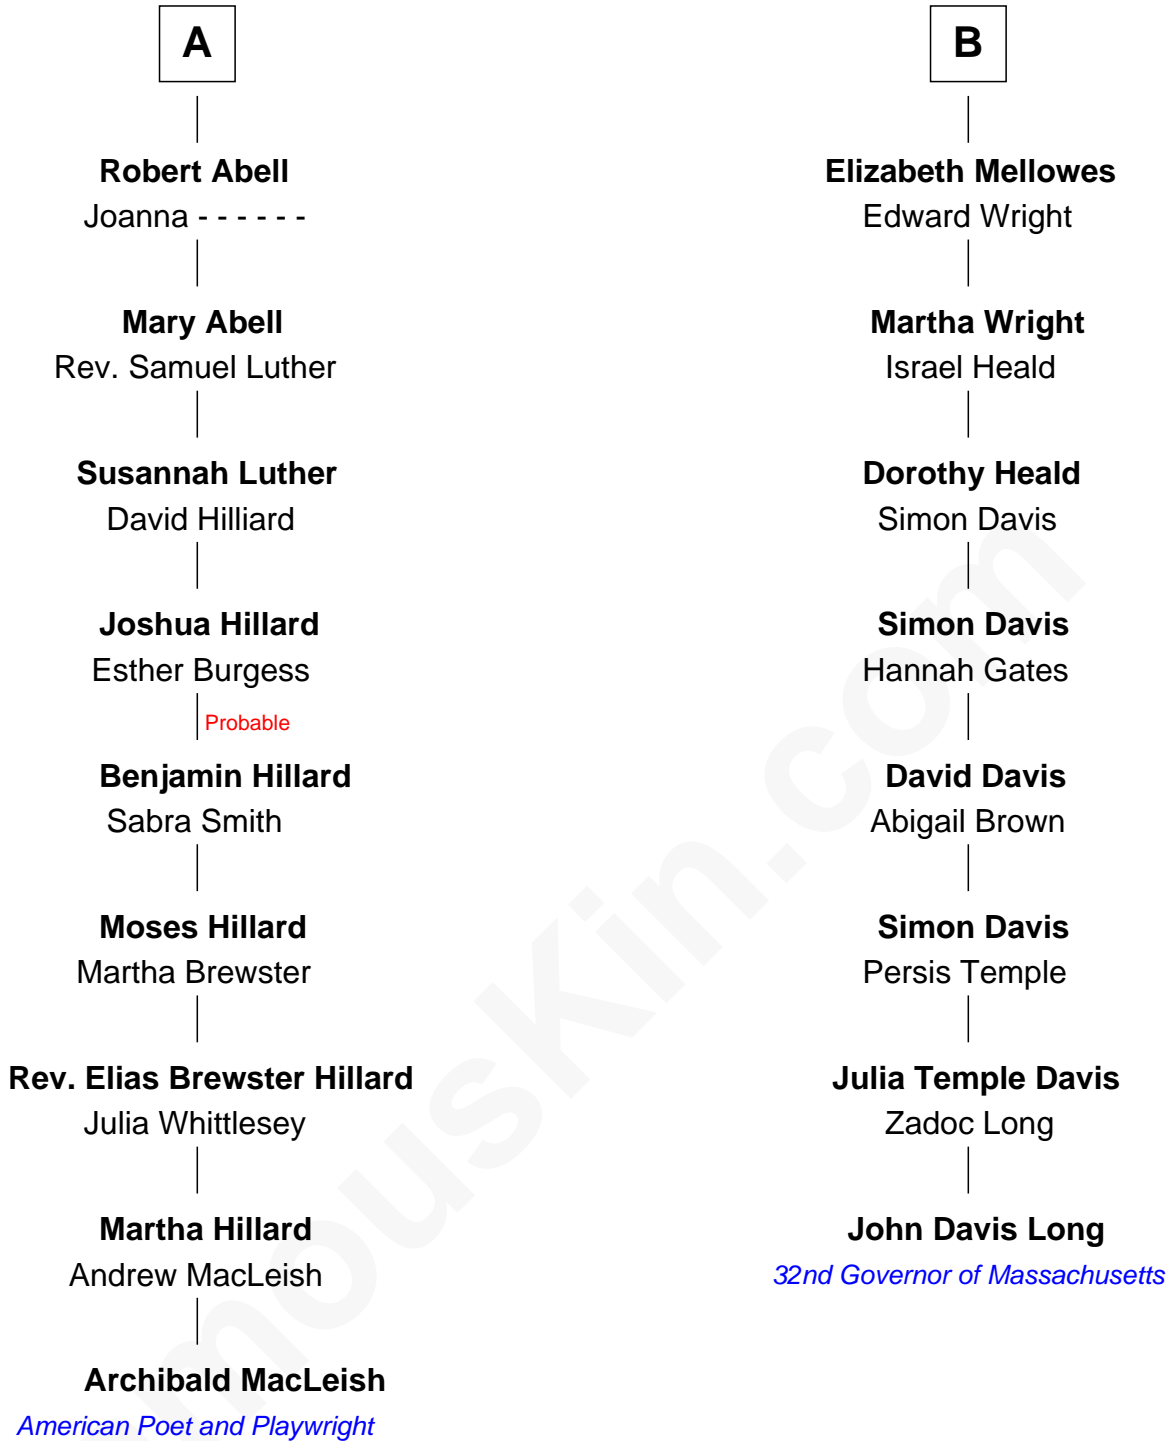 A
Robert Abell
Joanna - - - - - -
Mary Abell
Rev. Samuel Luther
Susannah Luther
David Hilliard
Joshua Hillard
Esther Burgess
Probable
Benjamin Hillard
Sabra Smith
Moses Hillard
Martha Brewster
Rev. Elias Brewster Hillard
Julia Whittlesey
Martha Hillard
Andrew MacLeish
Archibald MacLeish
American Poet and Playwright
B
Elizabeth Mellowes
Edward Wright
Martha Wright
Israel Heald
Dorothy Heald
Simon Davis
Simon Davis
Hannah Gates
David Davis
Abigail Brown
Simon Davis
Persis Temple
Julia Temple Davis
Zadoc Long
John Davis Long
32nd Governor of Massachusetts
mousKin.com